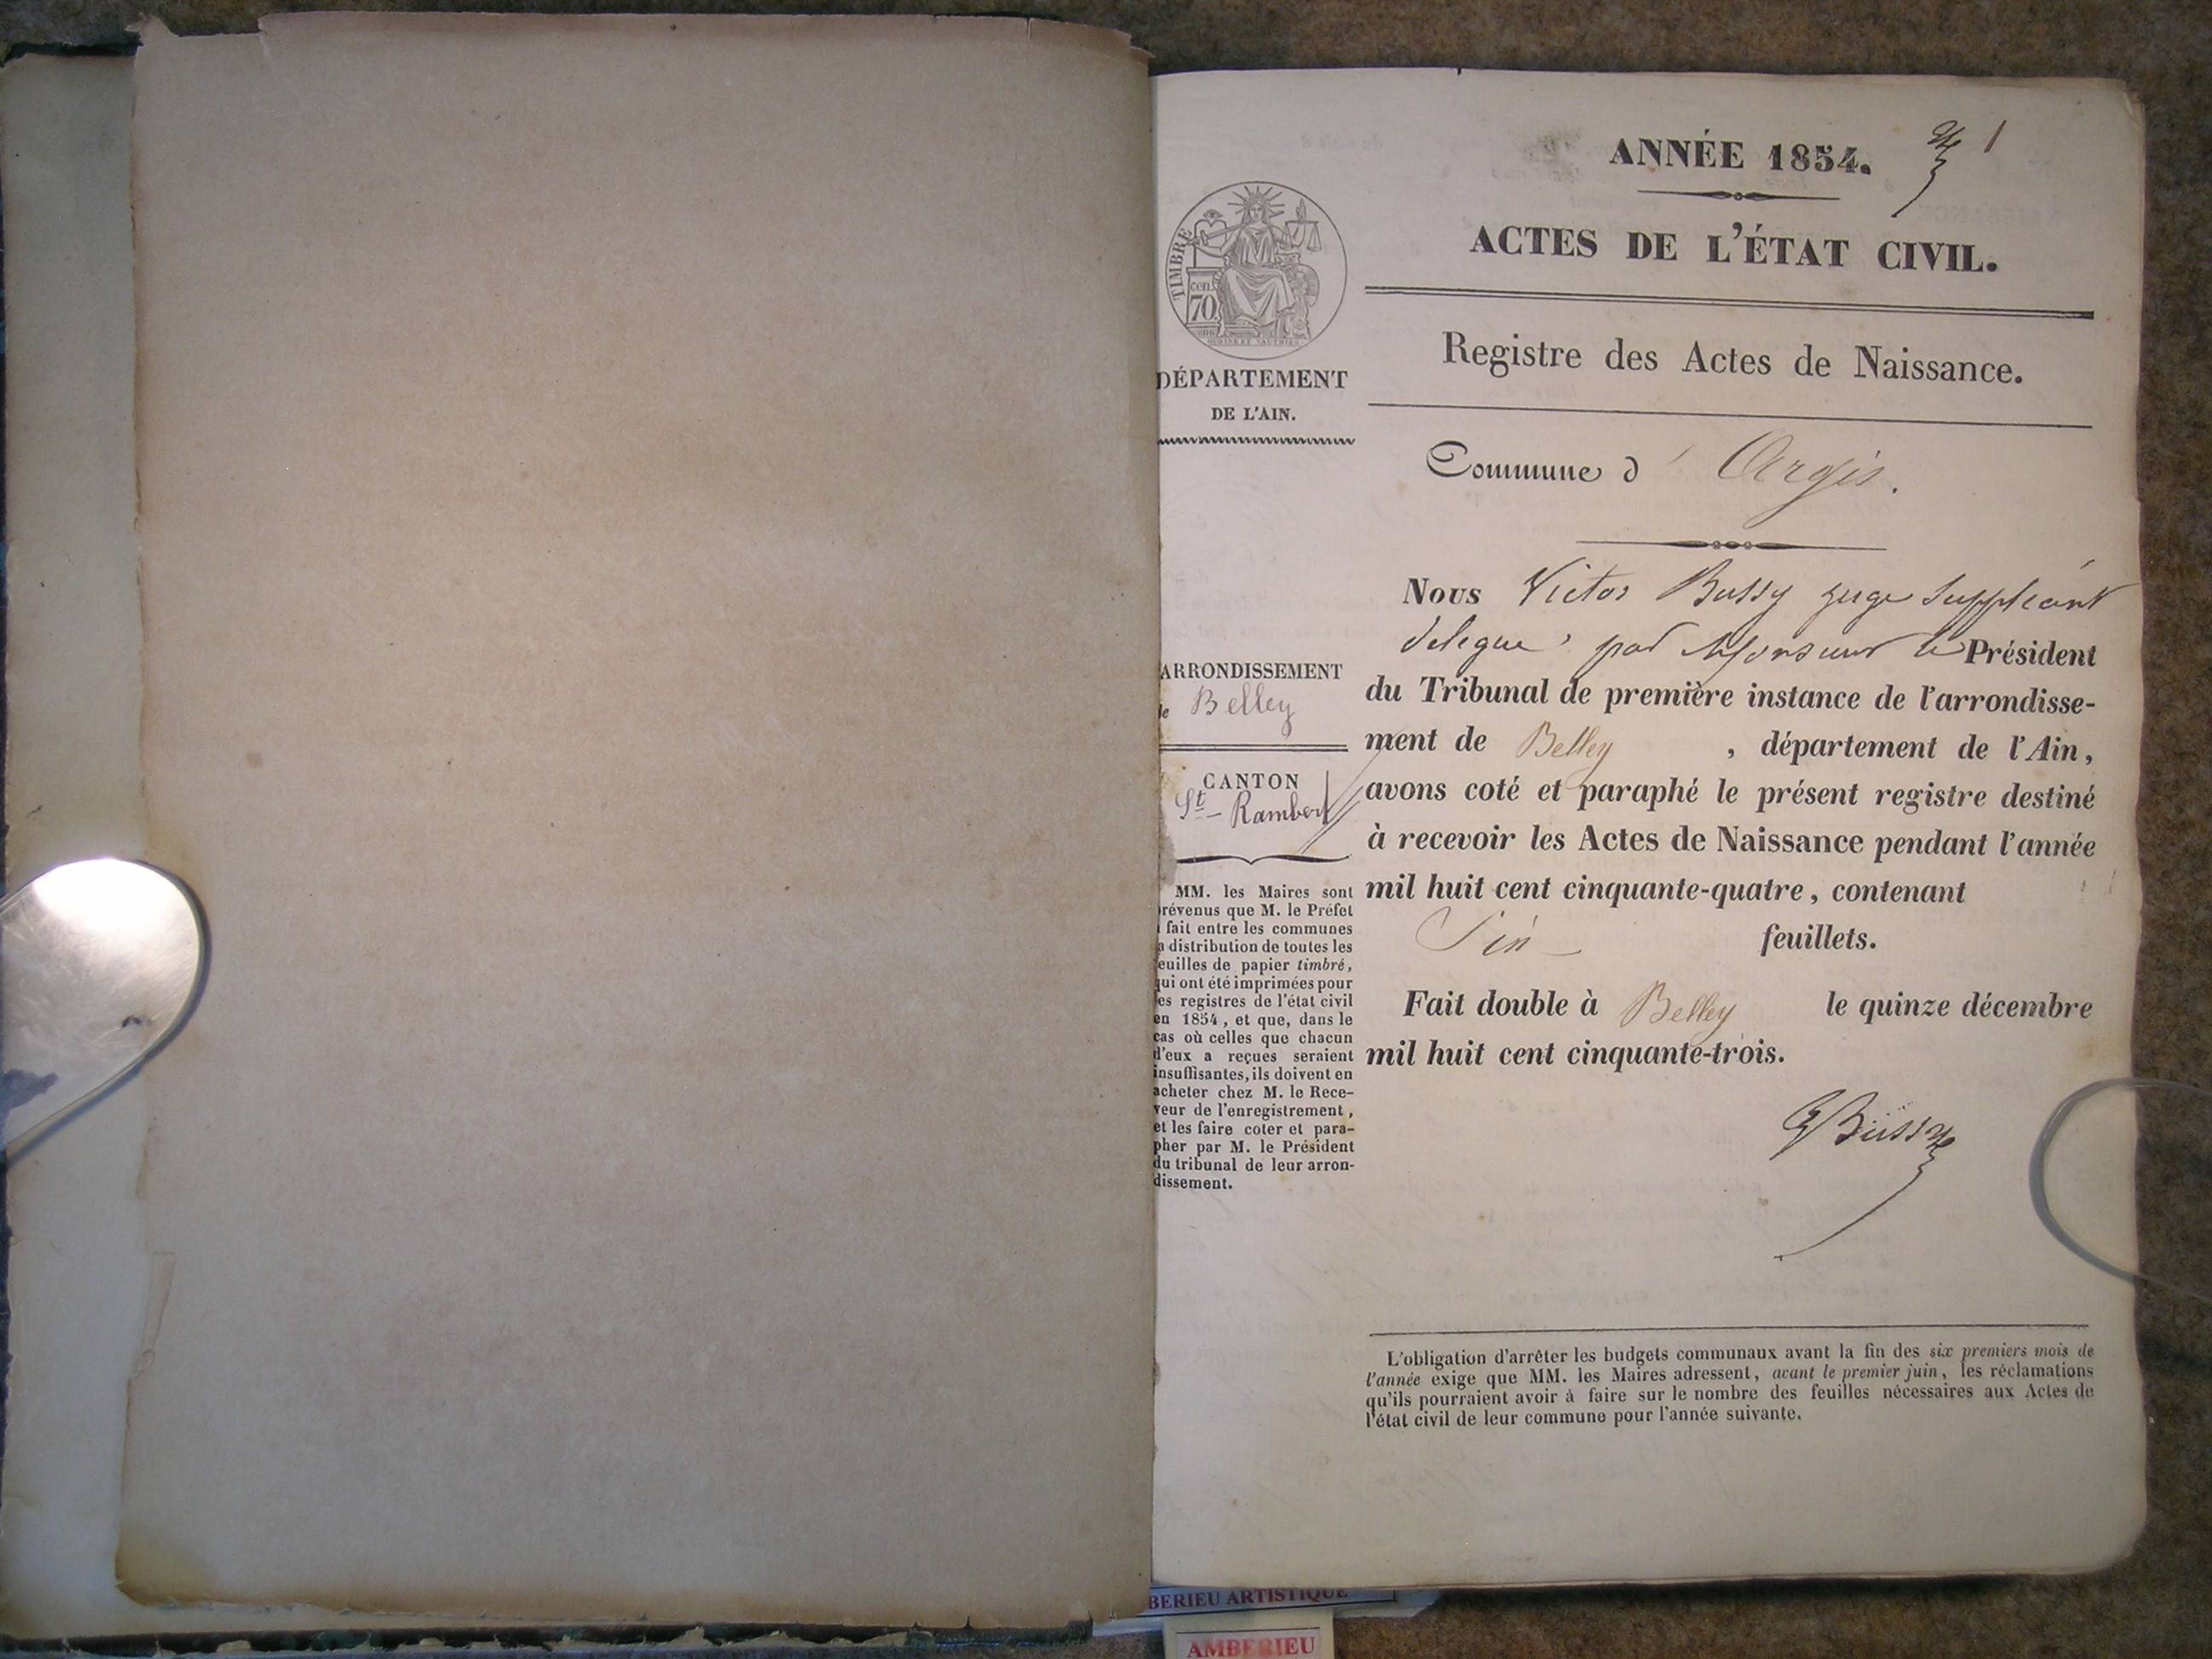 ANNÉE 1854.
1
ACTES DE L'ÉTAT CIVIL.
TIMBRE
cen.
70.
DÉPARTEMENT
DE L'AIN.
Registre des Actes de Naissance.
Commune d' Argis.
ARRONDISSEMENT
de Belley
CANTON
St-Rambert
MM. les Maires sont
prévenus que M. le Préfet
a fait entre les communes
la distribution de toutes les
feuilles de papier timbré,
qui ont été imprimées pour
les registres de l'état civil
en 1854, et que, dans le
cas où celles que chacun
d'eux a reçues seraient
insuffisantes, ils doivent en
acheter chez M. le Rece-
veur de l'enregistrement,
et les faire coter et para-
pher par M. le Président
du tribunal de leur arron-
dissement.
Nous Victor Bussy juge suppléant
délégué par Monsieur le Président
du Tribunal de première instance de l'arrondisse-
ment de Belley, département de l'Ain,
avons coté et paraphé le présent registre destiné
à recevoir les Actes de Naissance pendant l'année
mil huit cent cinquante-quatre, contenant
feuillets.
Fait double à Belley le quinze décembre
mil huit cent cinquante-trois.
Bussy
L'obligation d'arrêter les budgets communaux avant la fin des six premiers mois de
l'année exige que MM. les Maires adressent, avant le premier juin, les réclamations
qu'ils pourraient avoir à faire sur le nombre des feuilles nécessaires aux Actes de
l'état civil de leur commune pour l'année suivante.
BERIEU ARTISTIQUE
AMBERIEU